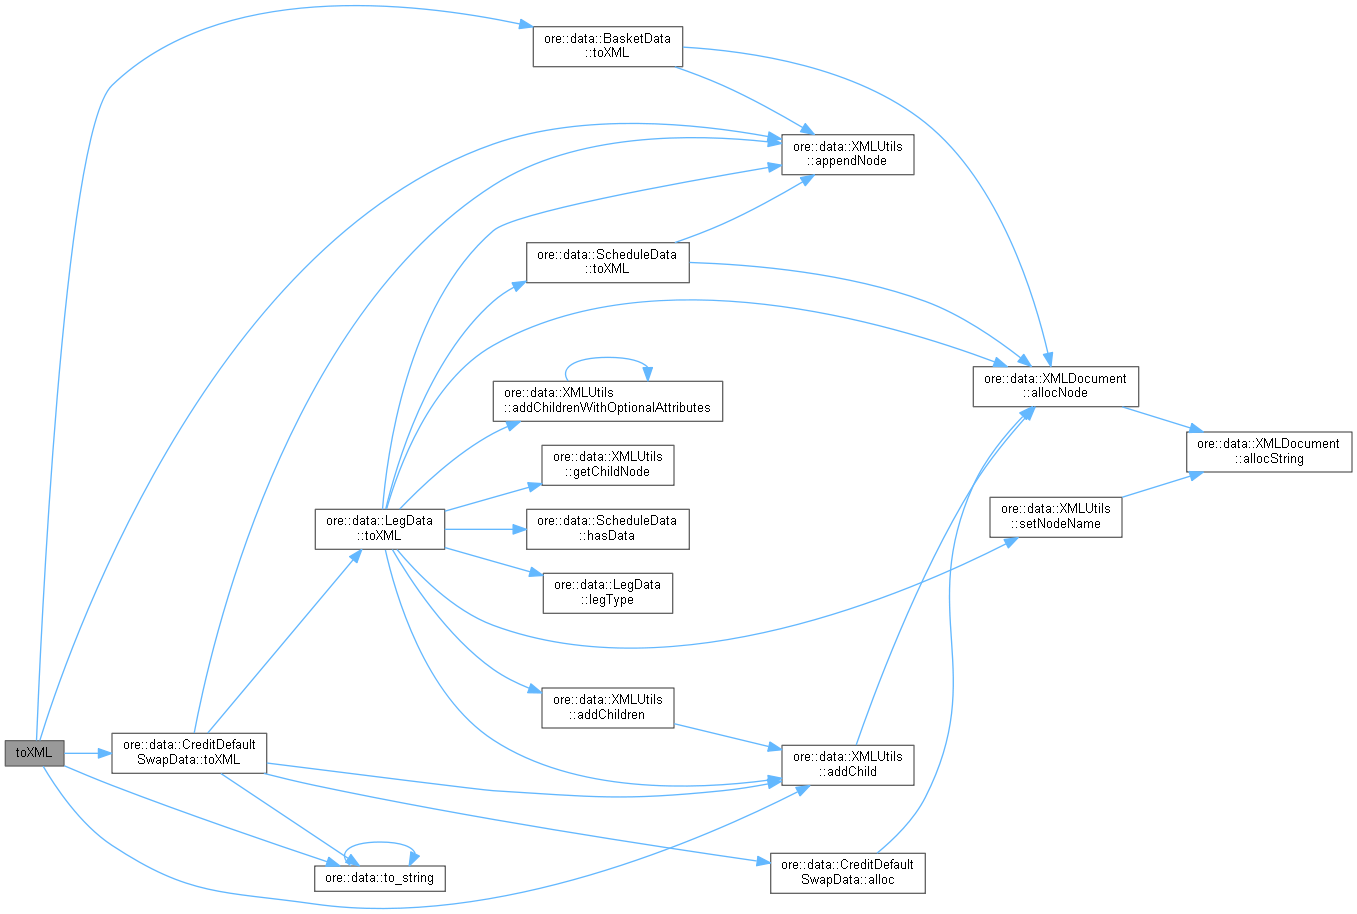 ore::data::BasketData
::toXML
ore::data::XMLUtils
::appendNode
ore::data::ScheduleData
::toXML
ore::data::XMLDocument
::allocNode
ore::data::XMLUtils
::addChildrenWithOptionalAttributes
ore::data::XMLDocument
::allocString
ore::data::XMLUtils
::getChildNode
ore::data::LegData
::toXML
ore::data::ScheduleData
::hasData
ore::data::XMLUtils
::setNodeName
ore::data::LegData
::legType
ore::data::XMLUtils
::addChildren
toXML
ore::data::CreditDefault
SwapData::toXML
ore::data::XMLUtils
::addChild
ore::data::to_string
ore::data::CreditDefault
SwapData::alloc